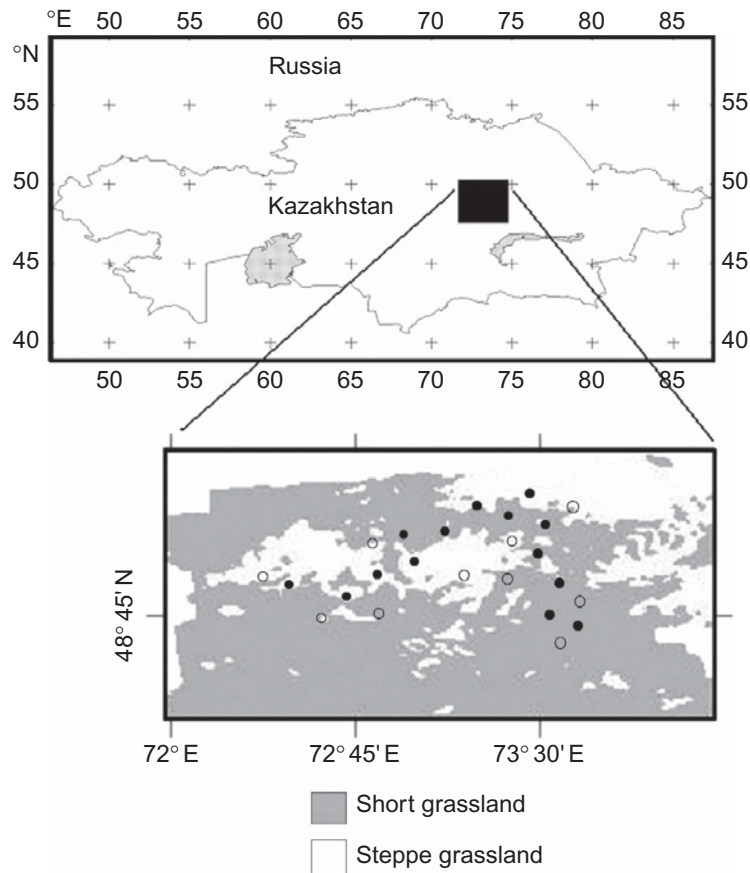 °E 50 55 60 65 70 75 80 85
°N
Russia
55 55
50 50
Kazakhstan
45 45
40 40
50 55 60 65 70 75 80 85
48° 45' N
72° E 72° 45' E 73° 30' E
Short grassland
Steppe grassland